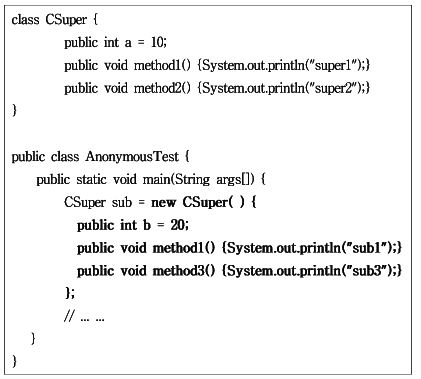 class CSuper {
public int a = 10;
public void method1() {System.out.println("super1");}
public void method2() {System.out.println("super2");}
}
public class AnonymousTest {
public static void main(String args[]) {
CSuper sub = new CSuper( ) {
public int b = 20;
public void method1() {System.out.println("sub1");}
public void method3() {System.out.println("sub3");}
};
// ... ...
}
}